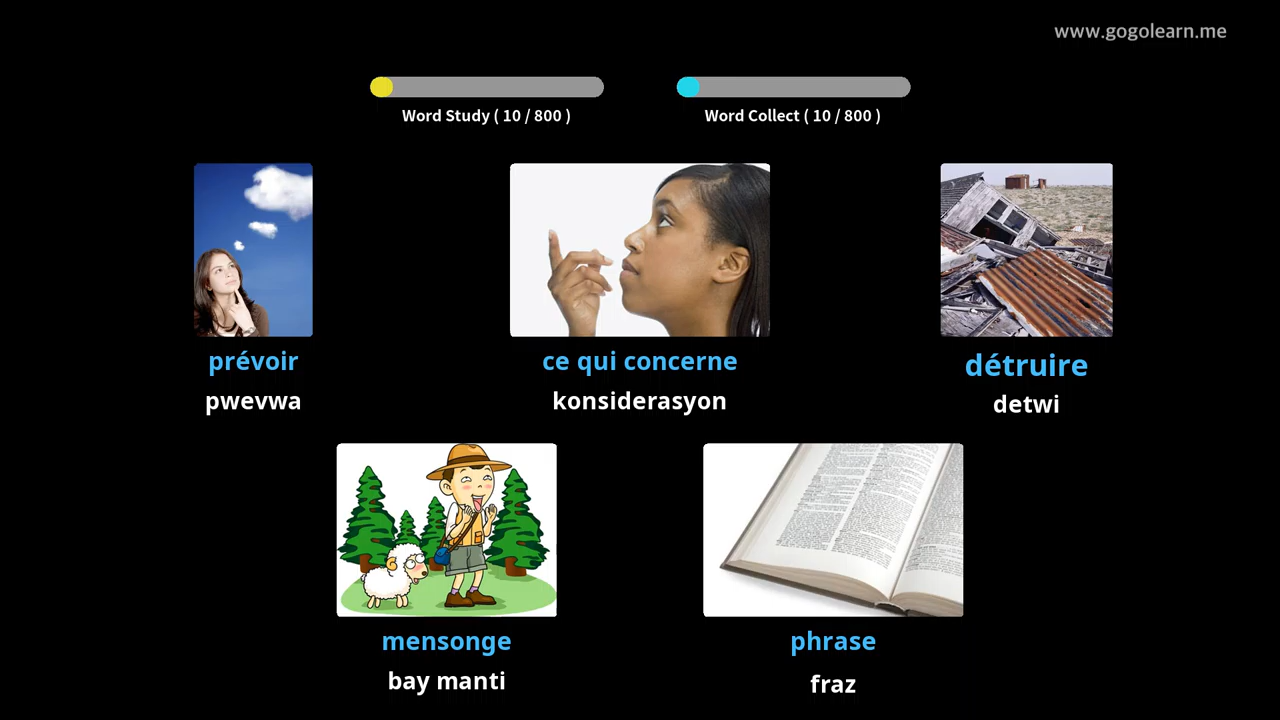 www.gogolearn.me
Word Study ( 10 / 800 )
Word Collect ( 10 / 800 )
prévoir
pwevwa
ce qui concerne
konsiderasyon
détruire
detwi
mensonge
bay manti
phrase
fraz